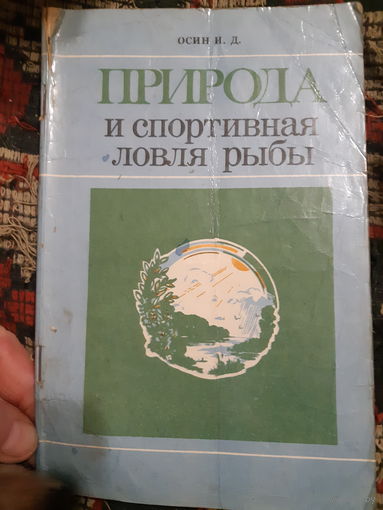 ОСИН И. Д.
ПРИРОДА
и спортивная
ловля рыбы